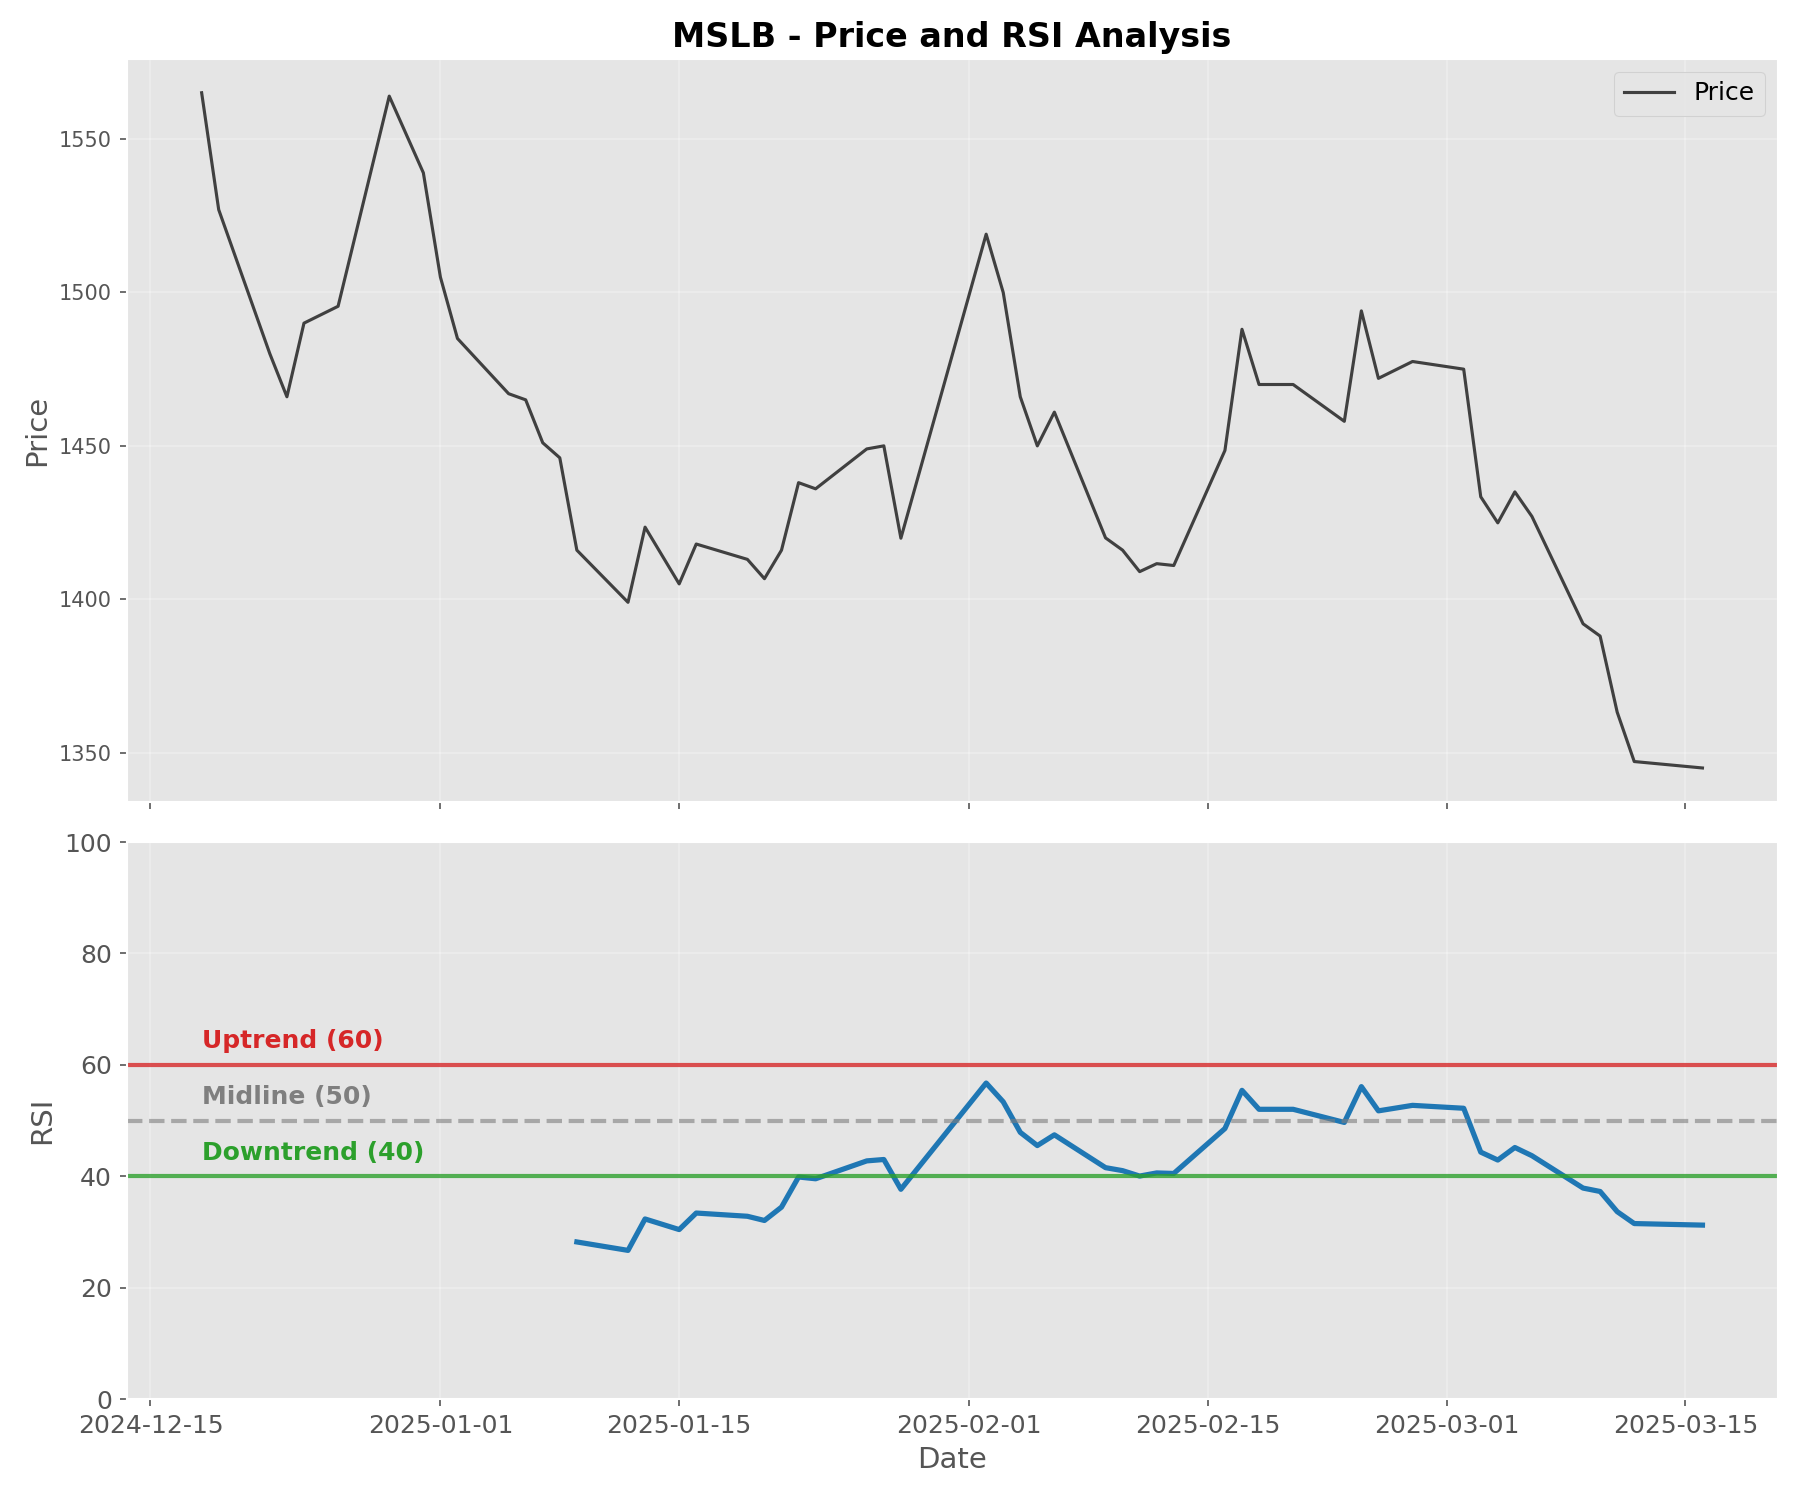 MSLB - Price and RSI Analysis
Price
1550
1500
1450
1400
1350
Price
100
80
60
40
20
0
RSI
Uptrend (60)
Midline (50)
Downtrend (40)
2024-12-15
2025-01-01
2025-01-15
2025-02-01
2025-02-15
2025-03-01
2025-03-15
Date